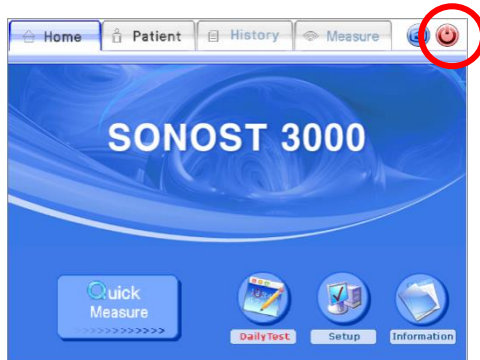 Home Patient History Measure
SONOST 3000
Quick
Measure
>>>>>>>>>>>>
DailyTest Setup Information